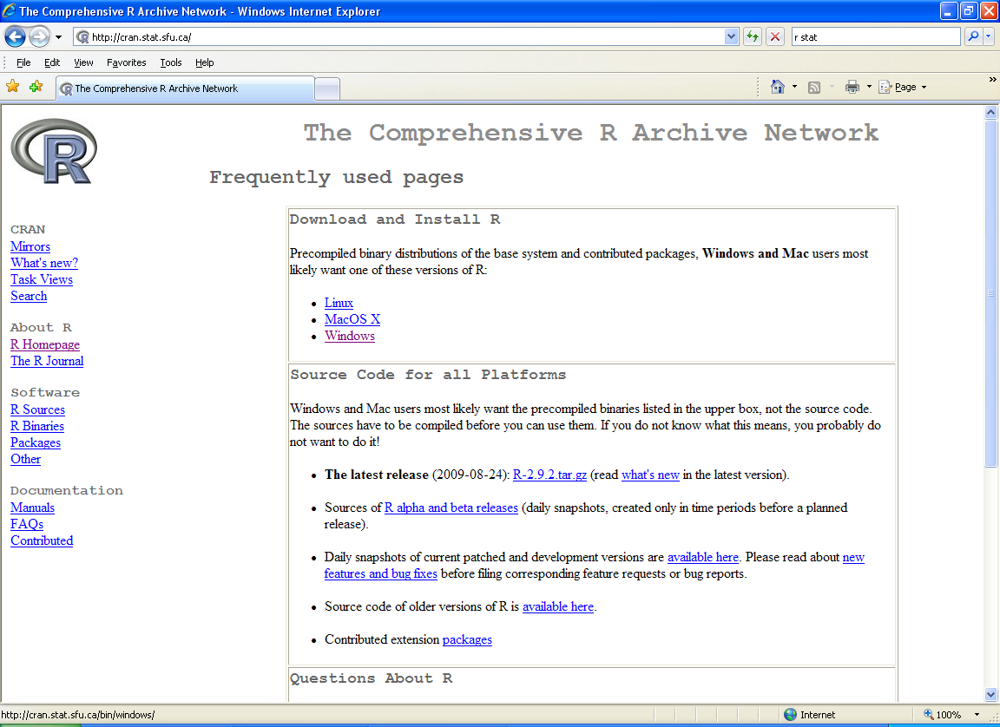 The Comprehensive R Archive Network - Windows Internet Explorer
http://cran.stat.sfu.ca/
r stat
File Edit View Favorites Tools Help
The Comprehensive R Archive Network
Page
R
The Comprehensive R Archive Network
Frequently used pages
CRAN
Mirrors
What's new?
Task Views
Search
About R
R Homepage
The R Journal
Software
R Sources
R Binaries
Packages
Other
Documentation
Manuals
FAQs
Contributed
Download and Install R
Precompiled binary distributions of the base system and contributed packages, Windows and Mac users most
likely want one of these versions of R:
• Linux
• MacOS X
• Windows
Source Code for all Platforms
Windows and Mac users most likely want the precompiled binaries listed in the upper box, not the source code.
The sources have to be compiled before you can use them. If you do not know what this means, you probably do
not want to do it!
• The latest release (2009-08-24): R-2.9.2.tar.gz (read what's new in the latest version).
• Sources of R alpha and beta releases (daily snapshots, created only in time periods before a planned
release).
• Daily snapshots of current patched and development versions are available here. Please read about new
features and bug fixes before filing corresponding feature requests or bug reports.
• Source code of older versions of R is available here.
• Contributed extension packages
Questions About R
http://cran.stat.sfu.ca/bin/windows/
Internet
100%